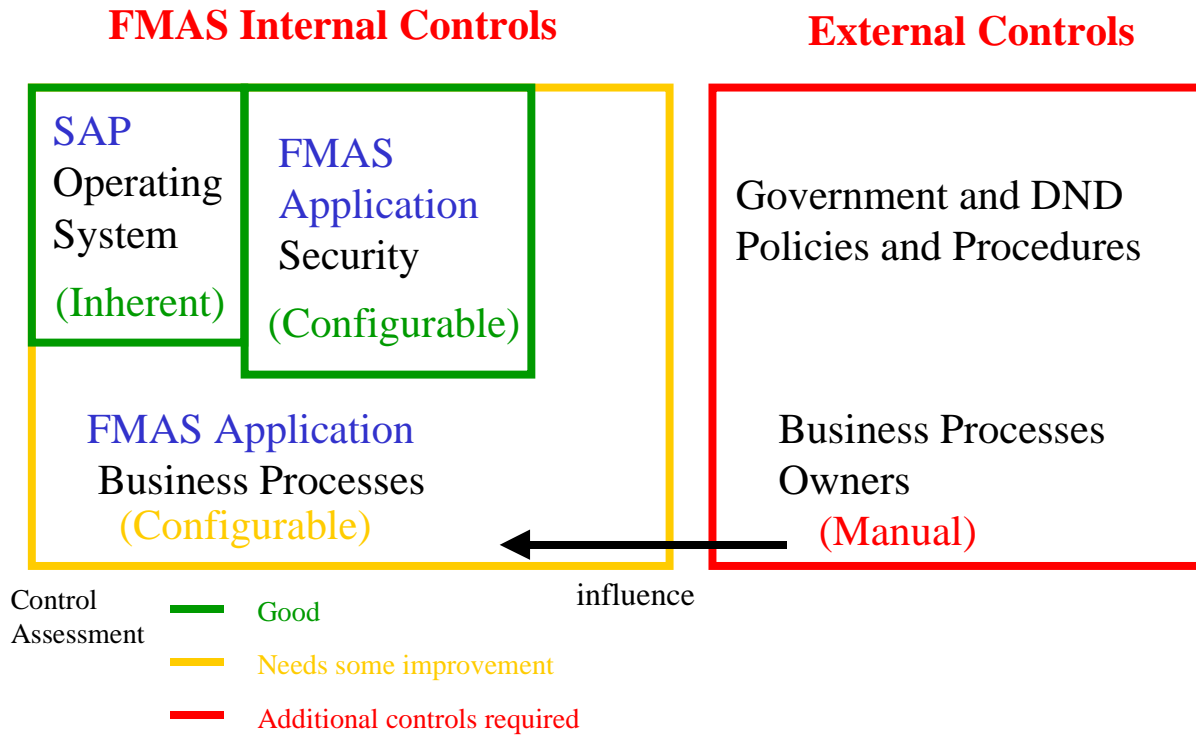 FMAS Internal Controls
External Controls
SAP
Operating
System
(Inherent)
FMAS
Application
Security
(Configurable)
FMAS Application
Business Processes
(Configurable)
Government and DND
Policies and Procedures
Business Processes
Owners
(Manual)
influence
Control
Assessment
Good
Needs some improvement
Additional controls required